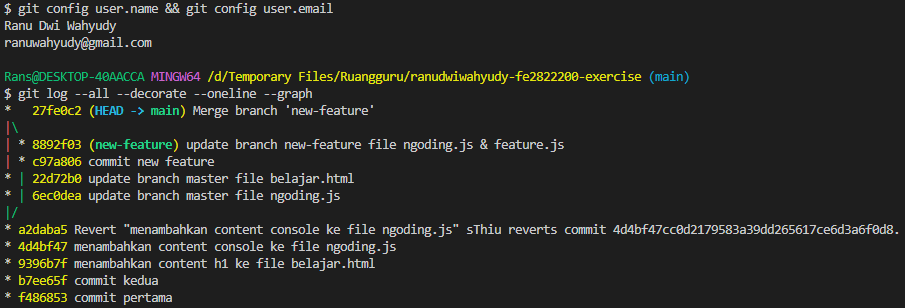 $ git config user.name && git config user.email
Ranu Dwi Wahyudy
ranuwahyudy@gmail.com
Rans@DESKTOP-40AACCA MINGW64 /d/Temporary Files/Ruangguru/ranudwiwahyudy-fe2822200-exercise (main)
$ git log --all --decorate --oneline --graph
*   27fe0c2 (HEAD -> main) Merge branch 'new-feature'
|\
| * 8892f03 (new-feature) update branch new-feature file ngoding.js & feature.js
| * c97a806 commit new feature
* | 22d72b0 update branch master file belajar.html
* | 6ec0dea update branch master file ngoding.js
|/
* a2daba5 Revert "menambahkan content console ke file ngoding.js" sThiu reverts commit 4d4bf47cc0d2179583a39dd265617ce6d3a6f0d8.
* 4d4bf47 menambahkan content console ke file ngoding.js
* 9396b7f menambahkan content h1 ke file belajar.html
* b7ee65f commit kedua
* f486853 commit pertama